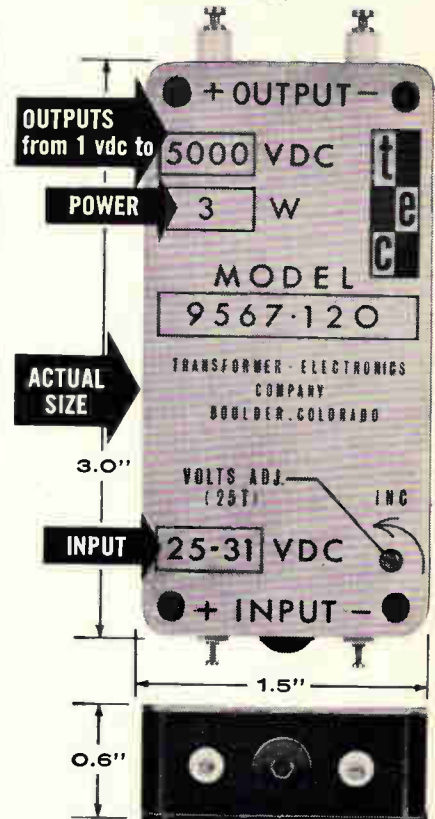 + OUTPUT -
OUTPUTS
from 1 vdc to
5000 VDC
POWER
3 W
t
e
c
MODEL
9567-120
TRANSFORMER - ELECTRONICS
COMPANY
BOULDER, COLORADO
ACTUAL
SIZE
3.0"
VOLTS ADJ.
(25T)
INC
INPUT
25-31 VDC
+ INPUT -
1.5"
0.6"